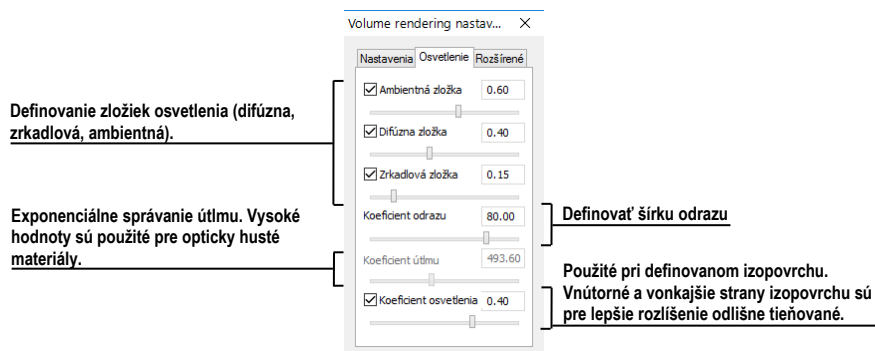 Volume rendering nastav... ×
Nastavenia Osvetlenie Rozšírené
Ambientná zložka 0.60
Difúzna zložka 0.40
Zrkadlová zložka 0.15
Koeficient odrazu 80.00
Koeficient útlmu 493.60
Koeficient osvetlenia 0.40
Definovanie zložiek osvetlenia (difúzna,
zrkadlová, ambientná).
Exponenciálne správanie útlmu. Vysoké
hodnoty sú použité pre opticky husté
materiály.
Definovať šírku odrazu
Použité pri definovanom izopovrchu.
Vnútorné a vonkajšie strany izopovrchu sú
pre lepšie rozlíšenie odlišne tieňované.